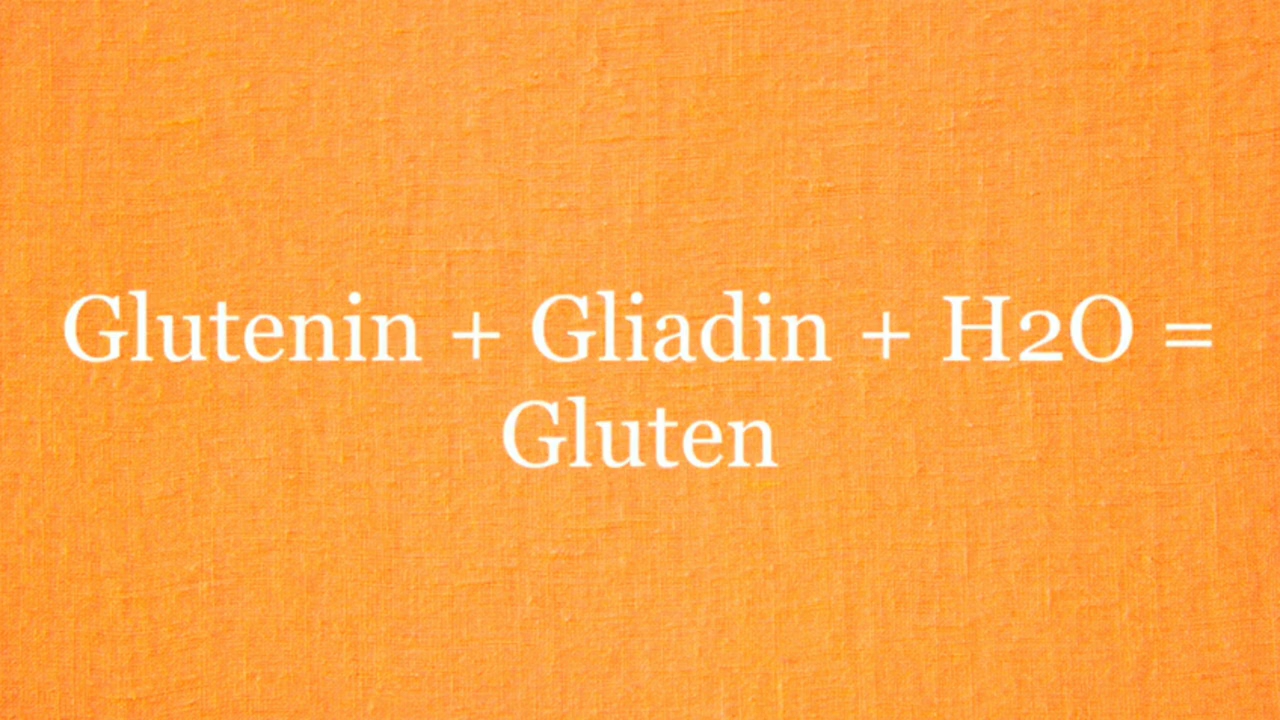 Glutenin + Gliadin + H2O =
Gluten